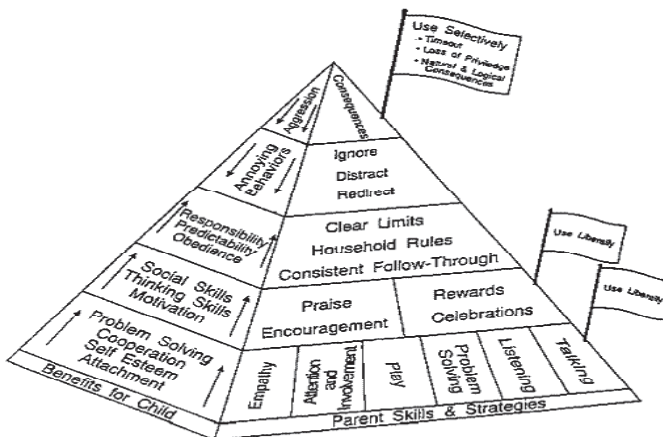 Use Selectively
• Timeout
• Loss of Priviledge
• Natural & Logical
Consequences
Aggression
Consequences
Annoying
Behaviors
Ignore
Distract
Redirect
Responsibility
Predictability
Obediance
Clear Limits
Household Rules
Consistent Follow-Through
Use Liberally
Social Skills
Thinking Skills
Motivation
Praise
Encouragement
Rewards
Celebrations
Use Liberally
Problem Solving
Cooperation
Self Esteem
Attachment
Empathy
Attention
and
Involvement
Play
Problem
Solving
Listening
Talking
Benefits for Child
Parent Skills & Strategies